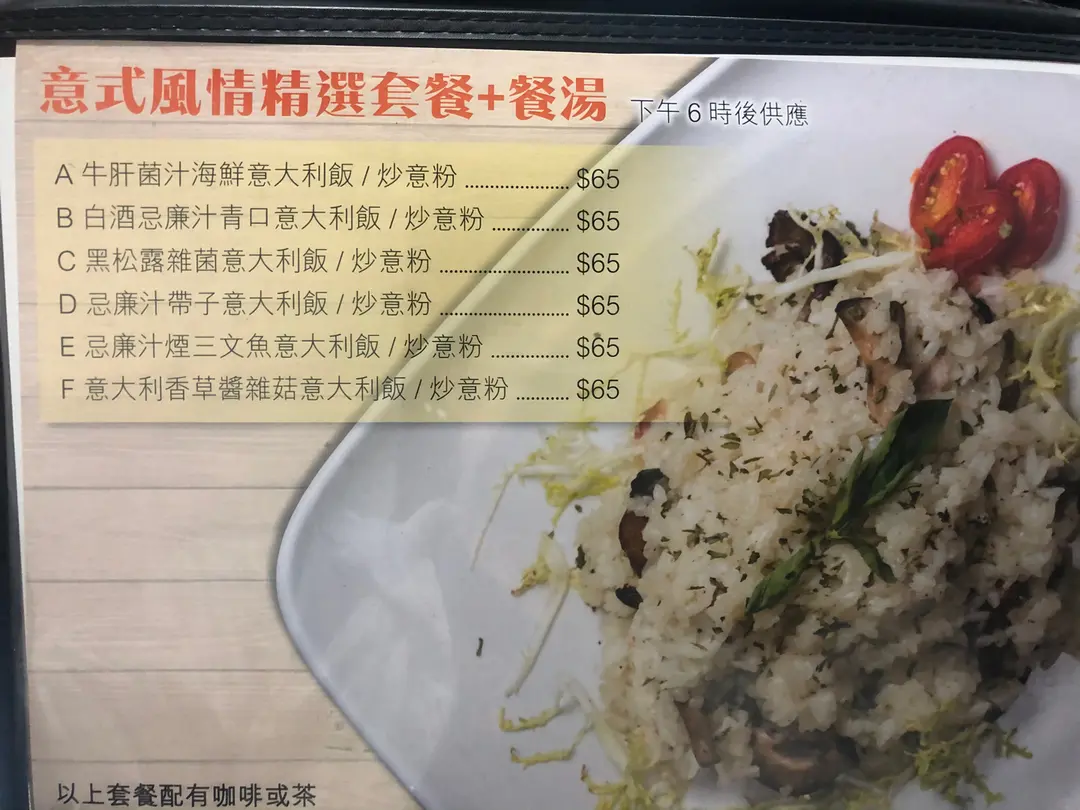 意式風情精選套餐+餐湯 下午6時後供應
A 牛肝菌汁海鮮意大利飯 / 炒意粉 ................... $65
B 白酒忌廉汁青口意大利飯 / 炒意粉 .............. $65
C 黑松露雜菌意大利飯 / 炒意粉 ........................ $65
D 忌廉汁帶子意大利飯 / 炒意粉 ........................ $65
E 忌廉汁煙三文魚意大利飯 / 炒意粉 .............. $65
F 意大利香草醬雜菇意大利飯 / 炒意粉 .......... $65
以上套餐配有咖啡或茶